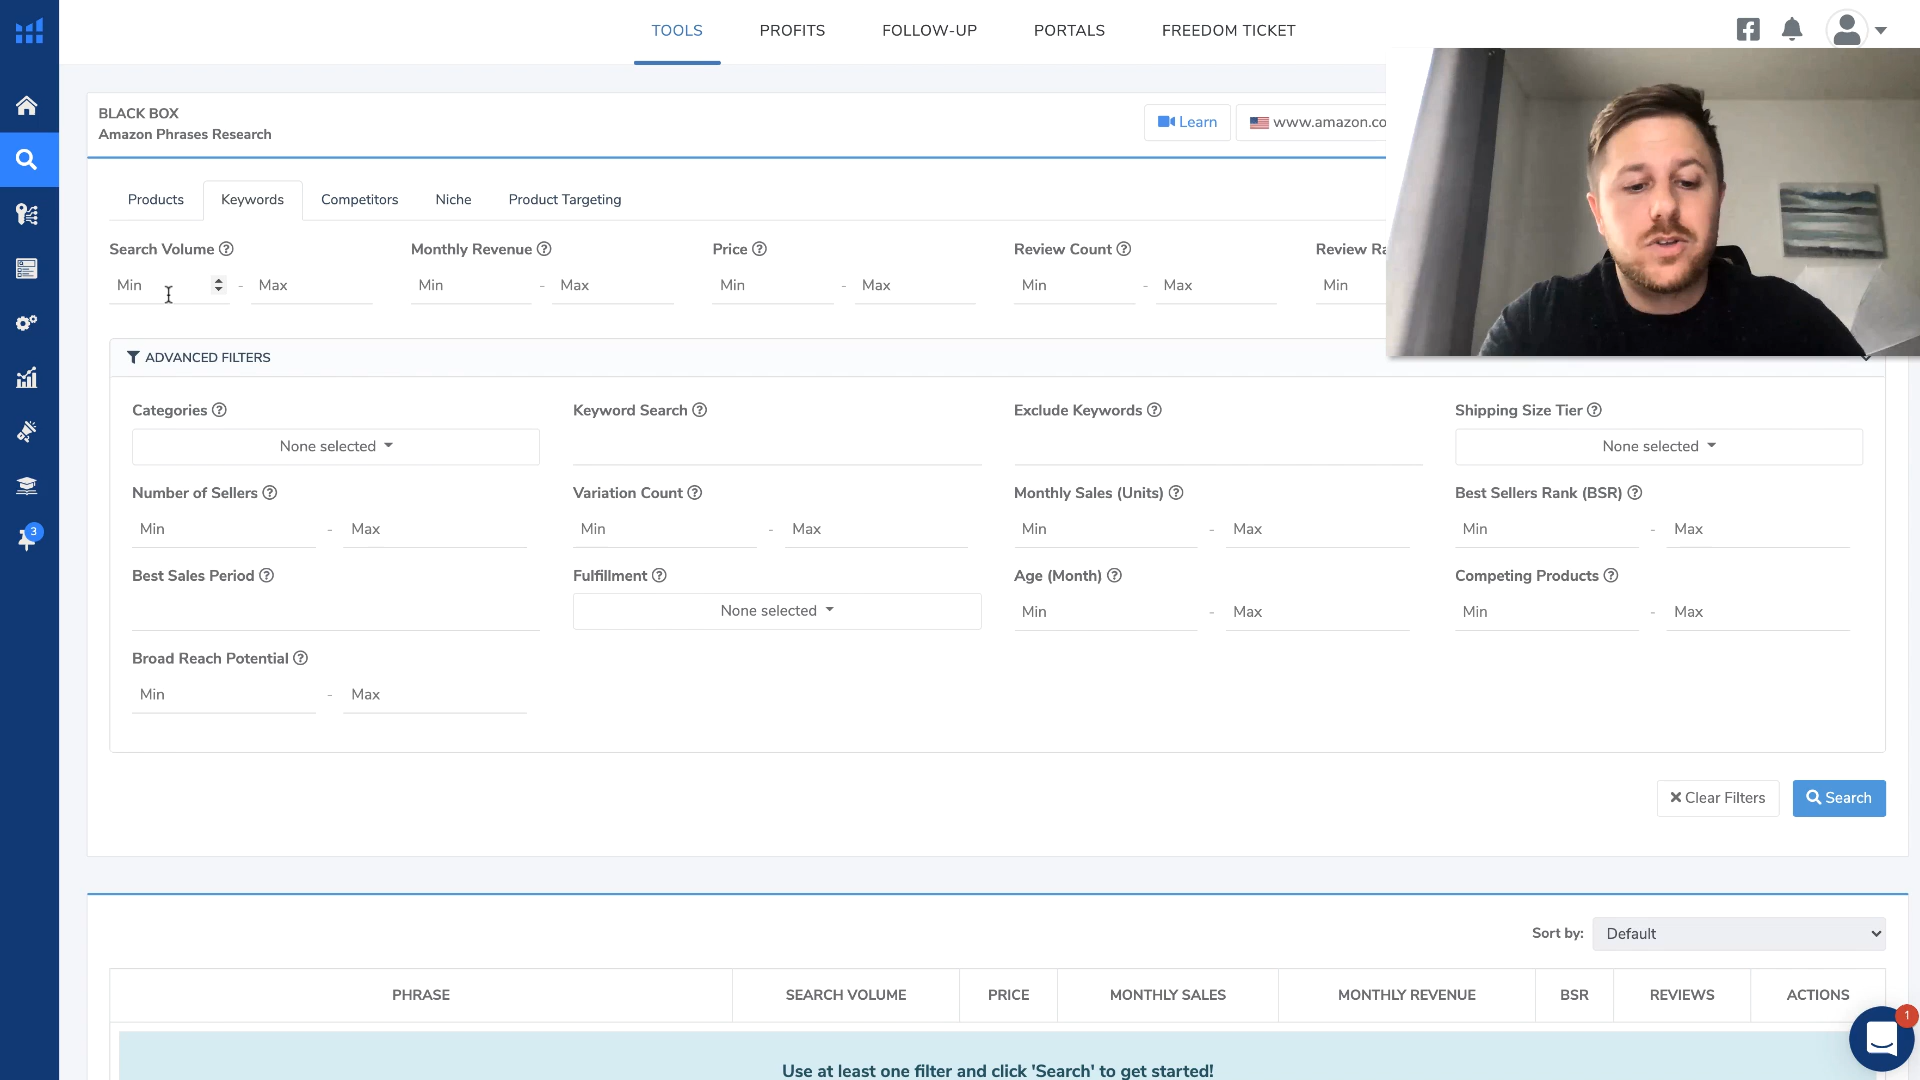 TOOLS PROFITS FOLLOW-UP PORTALS FREEDOM TICKET
BLACK BOX
Amazon Phrases Research
Learn www.amazon.co
Products Keywords Competitors Niche Product Targeting
Search Volume Monthly Revenue Price Review Count Review Ra
Min - Max Min - Max Min - Max Min - Max Min
ADVANCED FILTERS
Categories Keyword Search Exclude Keywords Shipping Size Tier
None selected None selected
Number of Sellers Variation Count Monthly Sales (Units) Best Sellers Rank (BSR)
3
Min - Max Min - Max Min - Max Min - Max
Best Sales Period Fulfillment Age (Month) Competing Products
None selected Min - Max Min - Max
Broad Reach Potential
Min - Max
Clear Filters Search
Sort by: Default
PHRASE SEARCH VOLUME PRICE MONTHLY SALES MONTHLY REVENUE BSR REVIEWS ACTIONS
1
Use at least one filter and click 'Search' to get started!